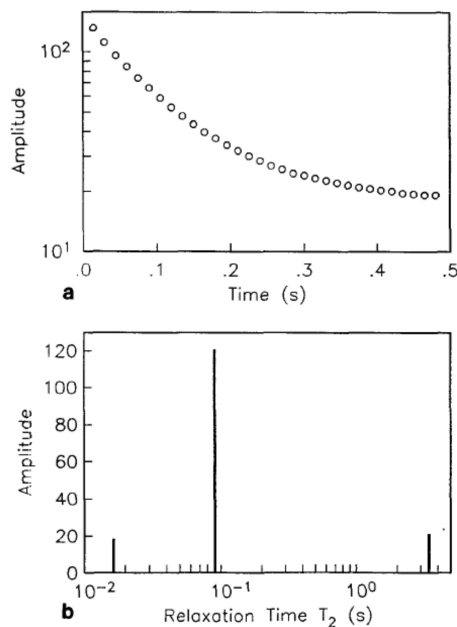 10²
Amplitude
10¹
.0 .1 .2 .3 .4 .5
a Time (s)
120
100
80
60
40
20
0
Amplitude
10⁻² 10⁻¹ 10⁰
b Relaxation Time T₂ (s)